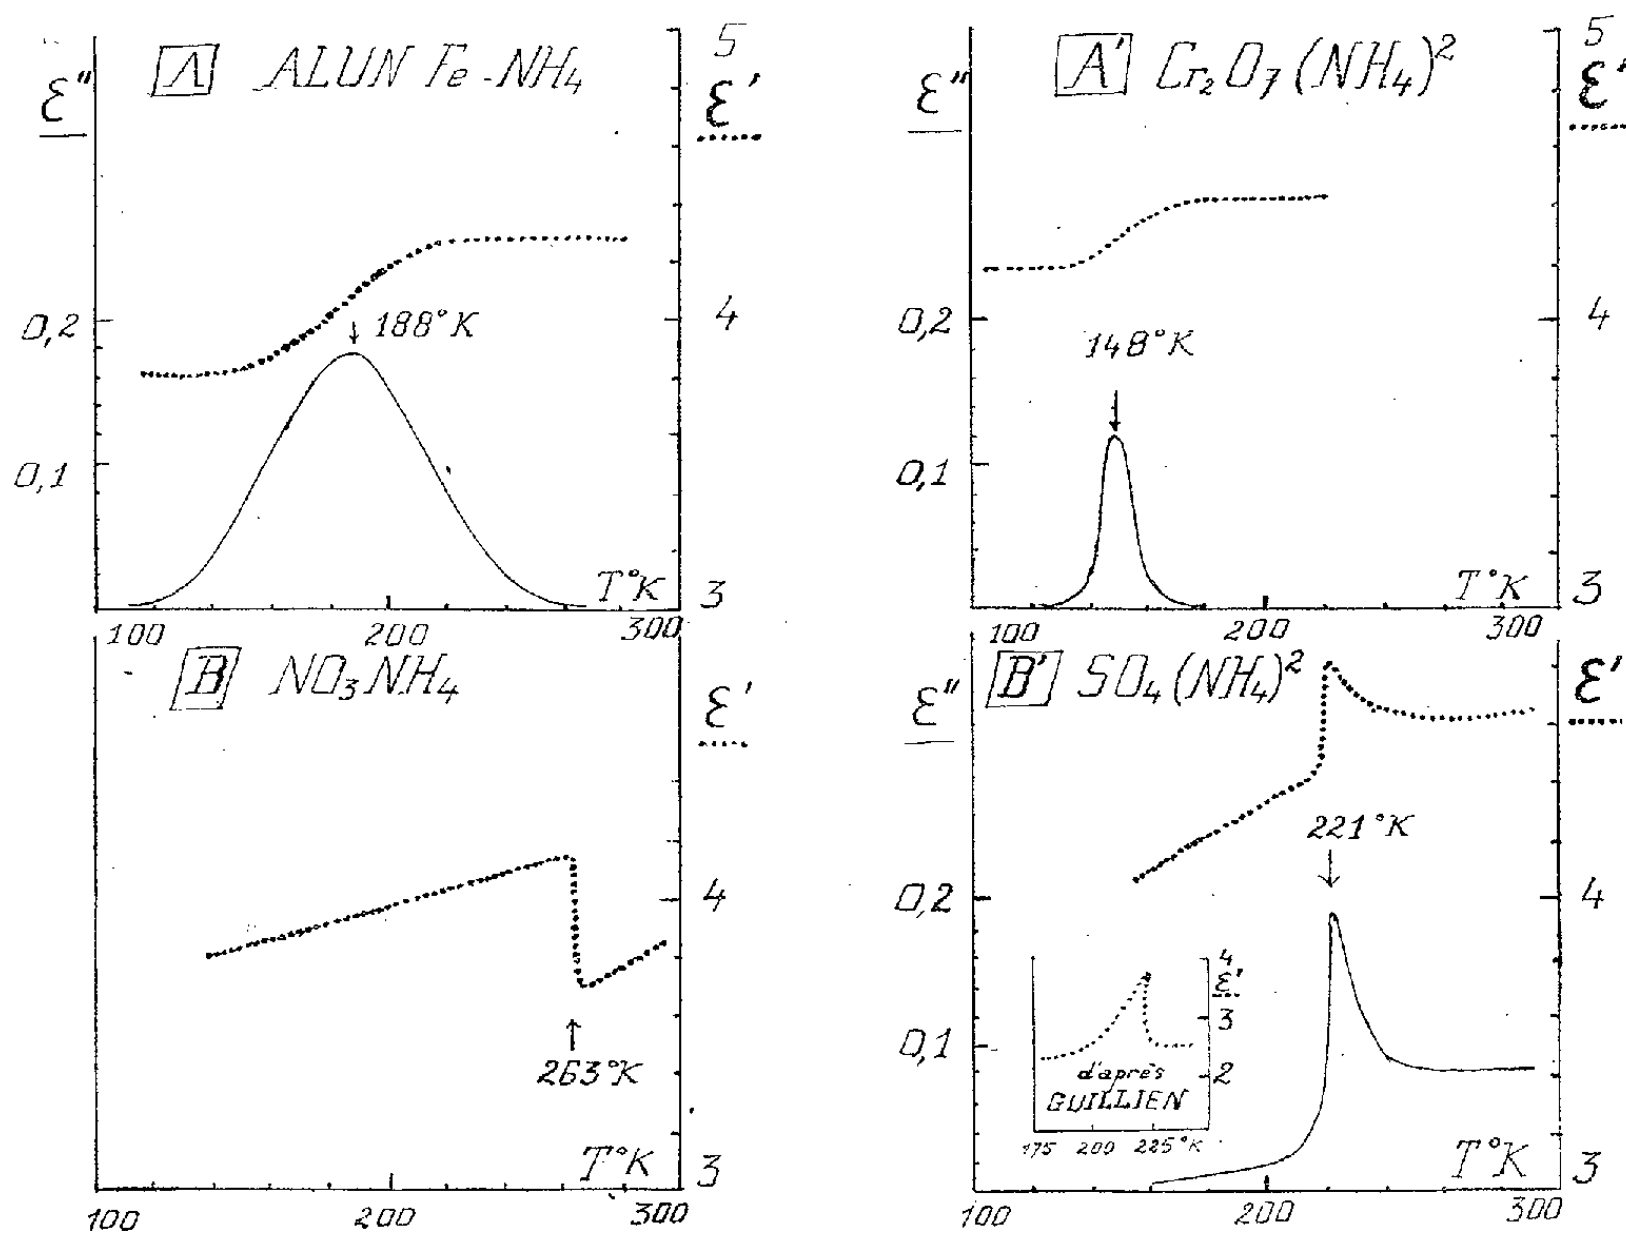 A ALUN Fe-NH₄
ε"
5
ε'
0,2
188°K
4
0,1
T°K
3
100 200 300
A' Cr₂O₇(NH₄)²
ε"
5
ε'
0,2
148°K
4
0,1
T°K
3
100 200 300
B NO₃NH₄
ε'
4
263°K
T°K
3
100 200 300
B' SO₄(NH₄)²
ε"
ε'
221°K
0,2
4
0,1
4
ε'
3
2
d'après
GUILLIEN
175 200 225°K
T°K
3
100 200 300